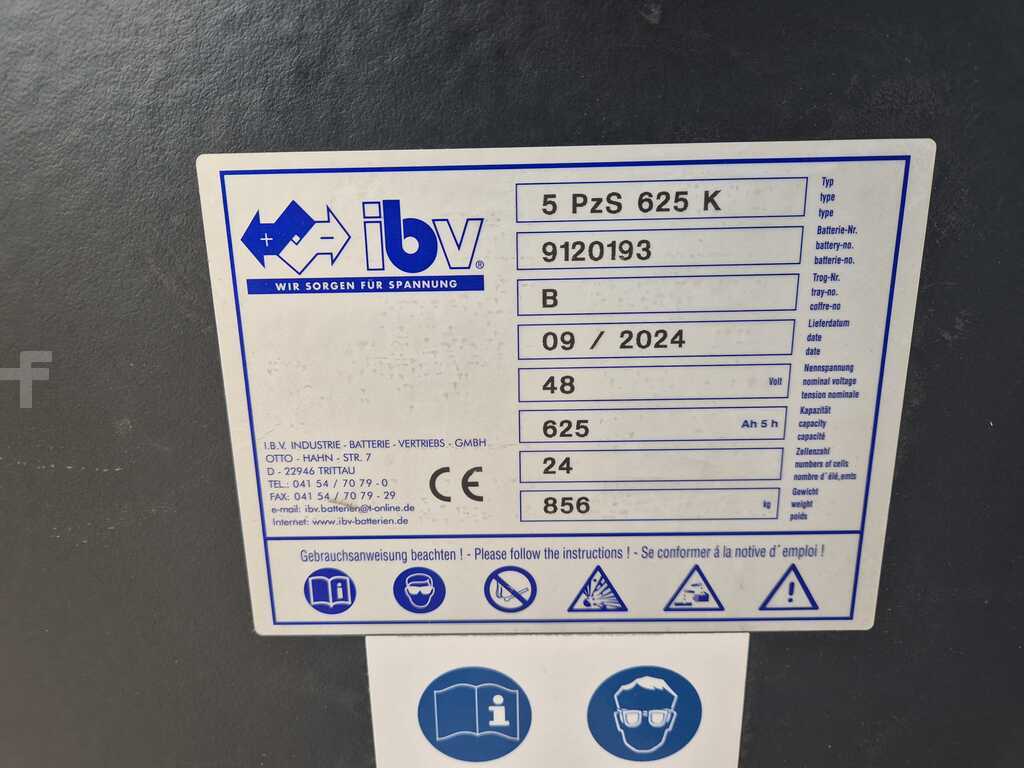 ibv®
WIR SORGEN FÜR SPANNUNG
5 PzS 625 K
Typ
type
type
9120193
Batterie-Nr.
battery-no.
batterie-no.
B
Trog-Nr.
tray-no.
coffre-no
09 / 2024
Lieferdatum
date
date
48 Volt
Nennspannung
nominal voltage
tension nominale
625 Ah 5 h
Kapazität
capacity
capacité
24
Zellenzahl
numbers of cells
nombre d´élé,emts
856 kg
Gewicht
weight
poids
I.B.V. INDUSTRIE - BATTERIE - VERTRIEBS - GMBH
OTTO - HAHN - STR. 7
D - 22946 TRITTAU
TEL.: 041 54 / 70 79 - 0
FAX: 041 54 / 70 79 - 29
e-mail: ibv.batterien@t-online.de
Internet: www.ibv-batterien.de
CE
Gebrauchsanweisung beachten ! - Please follow the instructions ! - Se conformer á la notive d´emploi !
f